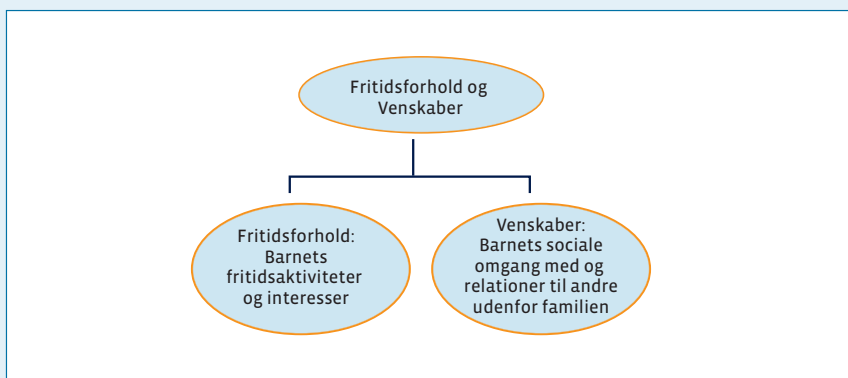 Fritidsforhold og
Venskaber
Fritidsforhold:
Barnets
fritidsaktiviteter
og interesser
Venskaber:
Barnets sociale
omgang med og
relationer til andre
udenfor familien